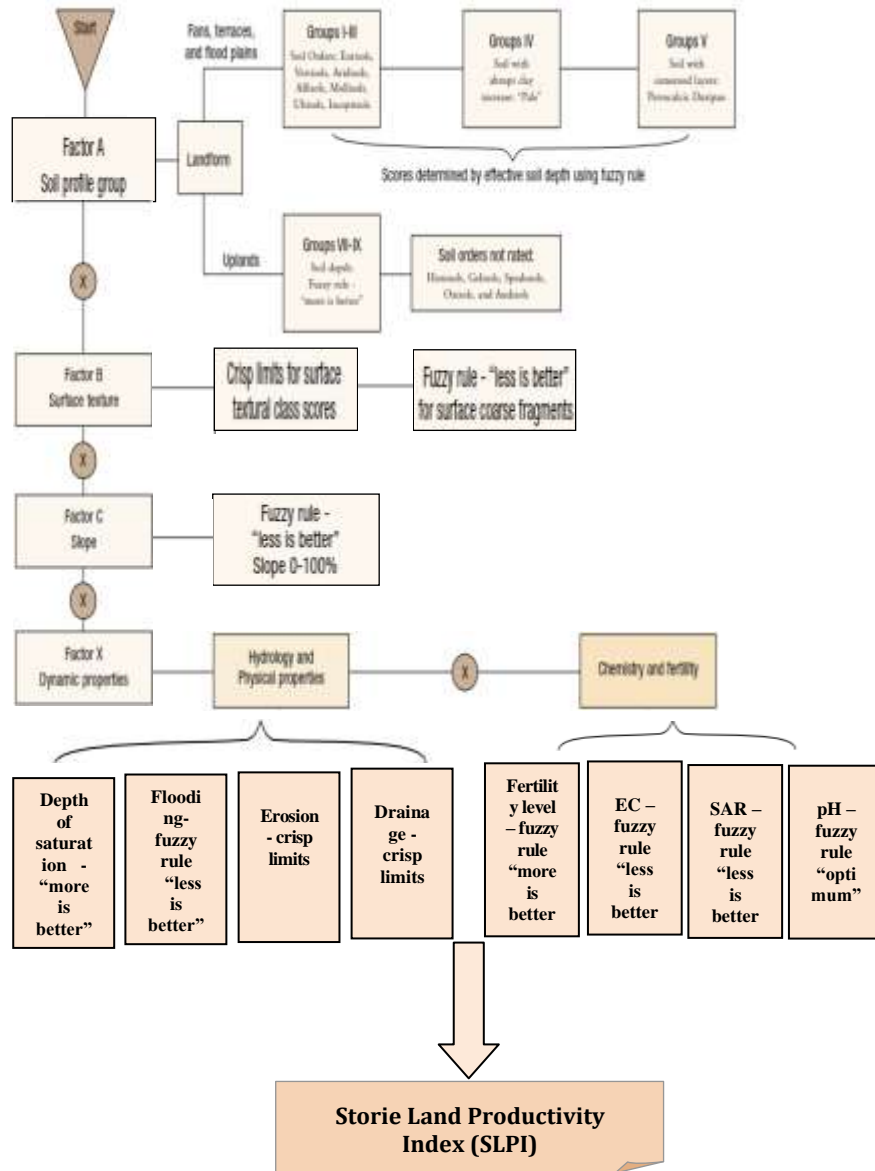 Start
Fans, terraces,
and flood plains
Groups I-III
Soil Orders: Entisols,
Vertisols, Aridisols,
Alfisols, Mollisols,
Ultisols, Inceptisols
Groups IV
Soil with
abrupt clay
increase: "Pale"
Groups V
Soil with
cemented layers:
Petrocalcic, Duripan
Factor A
Soil profile group
Landform
Scores determined by effective soil depth using fuzzy rule
Uplands
Groups VII-IX
Soil depth:
Fuzzy rule -
"more is better"
Soil orders not rated:
Histosols, Gelisols, Spodosols,
Oxisols, and Andisols
X
Factor B
Surface texture
Crisp limits for surface
textural class scores
Fuzzy rule - "less is better"
for surface coarse fragments
X
Factor C
Slope
Fuzzy rule -
"less is better"
Slope 0-100%
X
Factor X
Dynamic properties
Hydrology and
Physical properties
X
Chemistry and fertility
Depth
of
saturat
ion -
“more
is
better”
Floodi
ng-
fuzzy
rule
“less
is
better”
Erosion
- crisp
limits
Draina
ge -
crisp
limits
Fertilit
y level
– fuzzy
rule
“more
is
better
EC –
fuzzy
rule
“less
is
better
SAR –
fuzzy
rule
“less
is
better
pH –
fuzzy
rule
“opti
mum”
Storie Land Productivity
Index (SLPI)